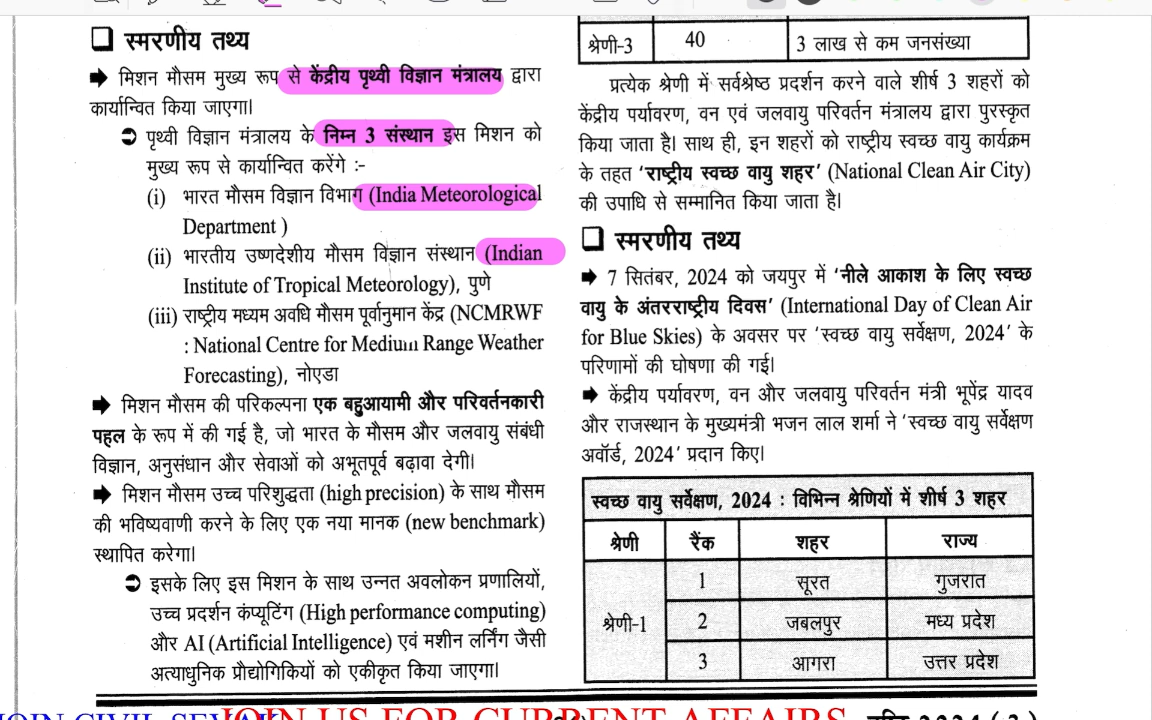 ❑ स्मरणीय तथ्य
➡ मिशन मौसम मुख्य रूप से केंद्रीय पृथ्वी विज्ञान मंत्रालय द्वारा
कार्यान्वित किया जाएगा।
➲ पृथ्वी विज्ञान मंत्रालय के निम्न 3 संस्थान इस मिशन को
मुख्य रूप से कार्यान्वित करेंगे :-
(i) भारत मौसम विज्ञान विभाग (India Meteorological
Department )
(ii) भारतीय उष्णदेशीय मौसम विज्ञान संस्थान (Indian
Institute of Tropical Meteorology), पुणे
(iii) राष्ट्रीय मध्यम अवधि मौसम पूर्वानुमान केंद्र (NCMRWF
: National Centre for Medium Range Weather
Forecasting), नोएडा
➡ मिशन मौसम की परिकल्पना एक बहुआयामी और परिवर्तनकारी
पहल के रूप में की गई है, जो भारत के मौसम और जलवायु संबंधी
विज्ञान, अनुसंधान और सेवाओं को अभूतपूर्व बढ़ावा देगी।
➡ मिशन मौसम उच्च परिशुद्धता (high precision) के साथ मौसम
की भविष्यवाणी करने के लिए एक नया मानक (new benchmark)
स्थापित करेगा।
➲ इसके लिए इस मिशन के साथ उन्नत अवलोकन प्रणालियों,
उच्च प्रदर्शन कंप्यूटिंग (High performance computing)
और AI (Artificial Intelligence) एवं मशीन लर्निंग जैसी
अत्याधुनिक प्रौद्योगिकियों को एकीकृत किया जाएगा।
श्रेणी-3 40 3 लाख से कम जनसंख्या
प्रत्येक श्रेणी में सर्वश्रेष्ठ प्रदर्शन करने वाले शीर्ष 3 शहरों को
केंद्रीय पर्यावरण, वन एवं जलवायु परिवर्तन मंत्रालय द्वारा पुरस्कृत
किया जाता है। साथ ही, इन शहरों को राष्ट्रीय स्वच्छ वायु कार्यक्रम
के तहत ‘राष्ट्रीय स्वच्छ वायु शहर’ (National Clean Air City)
की उपाधि से सम्मानित किया जाता है।
❑ स्मरणीय तथ्य
➡ 7 सितंबर, 2024 को जयपुर में ‘नीले आकाश के लिए स्वच्छ
वायु के अंतरराष्ट्रीय दिवस’ (International Day of Clean Air
for Blue Skies) के अवसर पर ‘स्वच्छ वायु सर्वेक्षण, 2024’ के
परिणामों की घोषणा की गई।
➡ केंद्रीय पर्यावरण, वन और जलवायु परिवर्तन मंत्री भूपेंद्र यादव
और राजस्थान के मुख्यमंत्री भजन लाल शर्मा ने ‘स्वच्छ वायु सर्वेक्षण
अवॉर्ड, 2024’ प्रदान किए।
स्वच्छ वायु सर्वेक्षण, 2024 : विभिन्न श्रेणियों में शीर्ष 3 शहर
श्रेणी रैंक शहर राज्य
1 सूरत गुजरात
श्रेणी-1 2 जबलपुर मध्य प्रदेश
3 आगरा उत्तर प्रदेश
JOIN US FOR CURRENT AFFAIRS